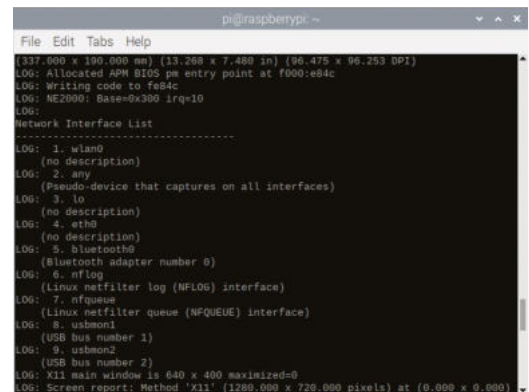 pi@raspberrypi: ~
File Edit Tabs Help
(337.000 x 190.000 mm) (13.268 x 7.480 in) (96.475 x 96.253 DPI)
LOG: Allocated APM BIOS pm entry point at f000:e84c
LOG: Writing code to fe84c
LOG: NE2000: Base=0x300 irq=10
LOG:
Network Interface List
-----------------------------------
LOG: 1. wlan0
(no description)
LOG: 2. any
(Pseudo-device that captures on all interfaces)
LOG: 3. lo
(no description)
LOG: 4. eth0
(no description)
LOG: 5. bluetooth0
(Bluetooth adapter number 0)
LOG: 6. nflog
(Linux netfilter log (NFLOG) interface)
LOG: 7. nfqueue
(Linux netfilter queue (NFQUEUE) interface)
LOG: 8. usbmon1
(USB bus number 1)
LOG: 9. usbmon2
(USB bus number 2)
LOG: X11 main window is 640 x 400 maximized=0
LOG: Screen report: Method 'X11' (1280.000 x 720.000 pixels) at (0.000 x 0.000)